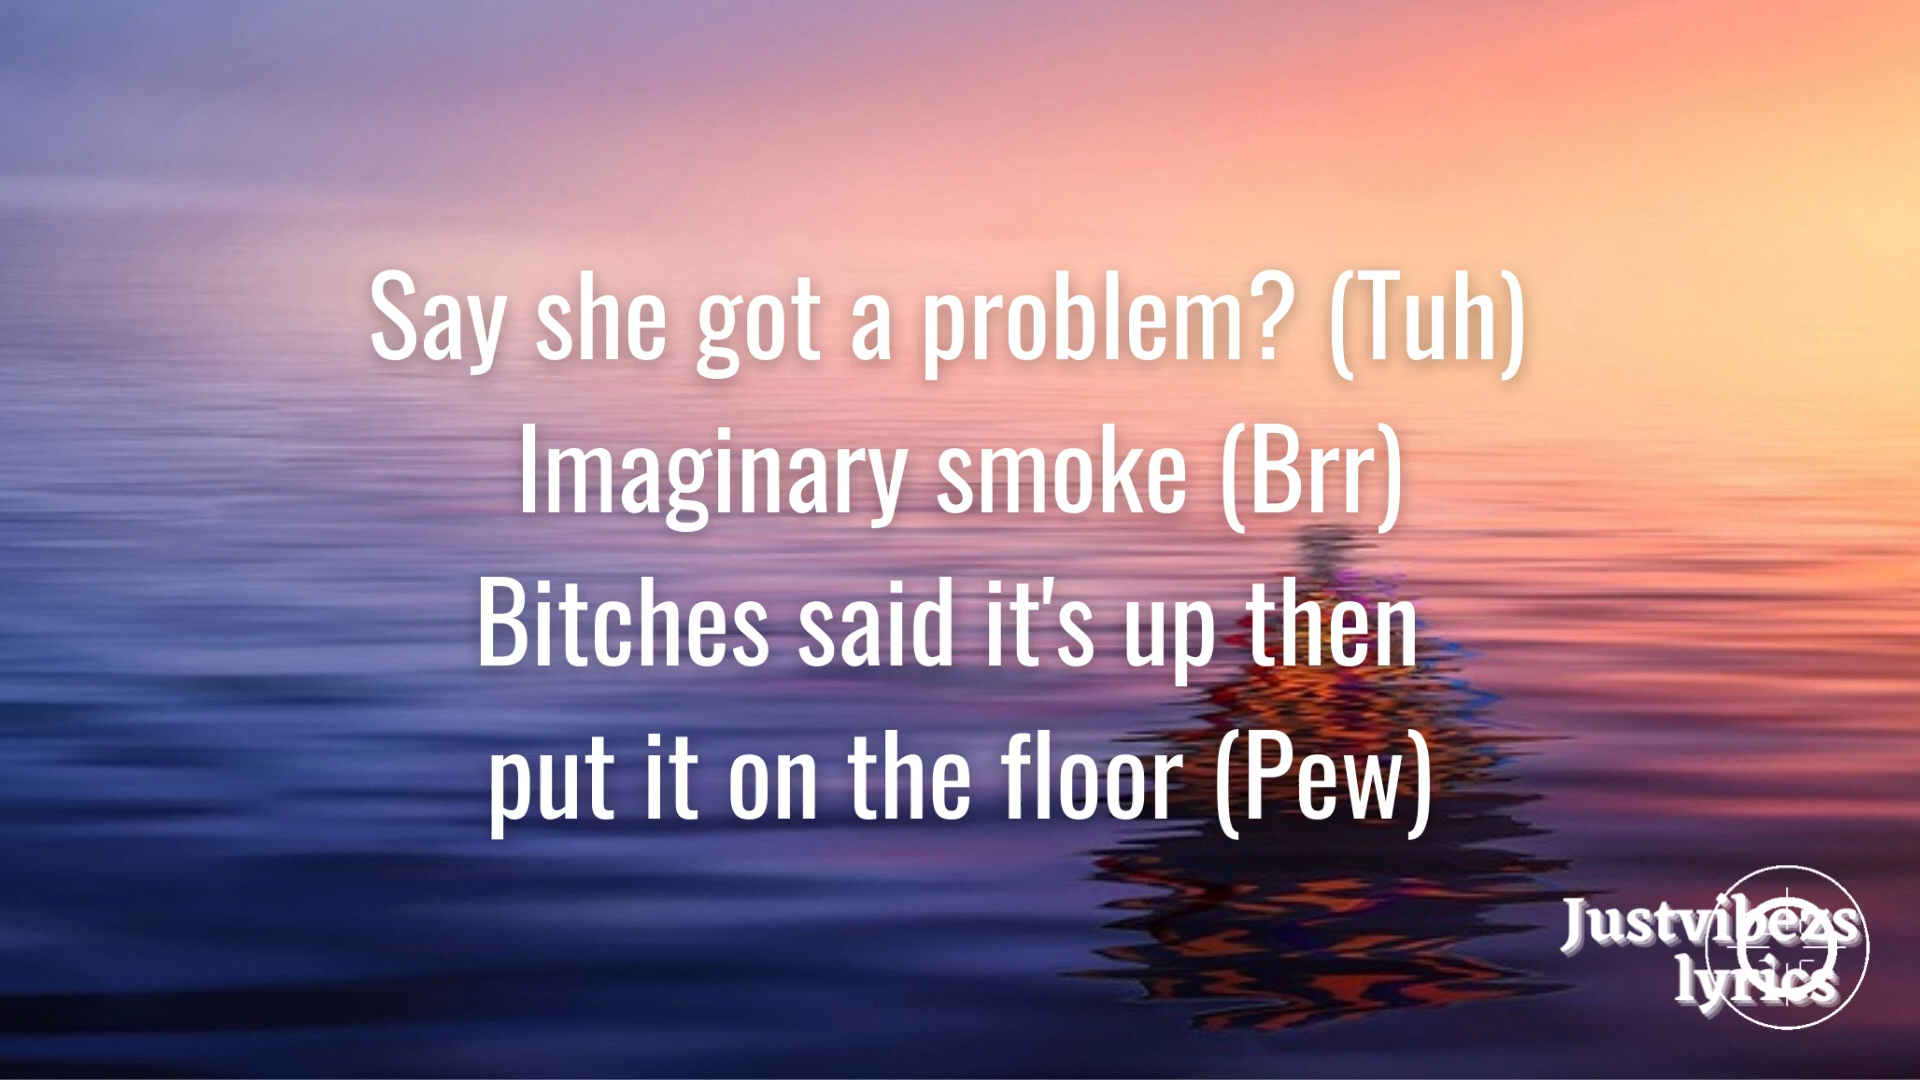 Say she got a problem? (Tuh)
Imaginary smoke (Brr)
Bitches said it's up then
put it on the floor (Pew)
Justvibezs
lyrics